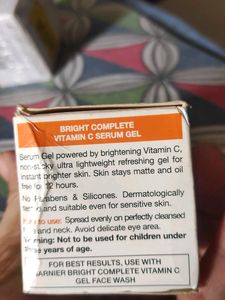 BRIGHT COMPLETE
VITAMIN C SERUM GEL
Serum Gel powered by brightening Vitamin C,
non-sticky ultra lightweight refreshing gel for
instant brighter skin. Skin stays matte and oil
free for 12 hours.
No Parabens & Silicones. Dermatologically
tested and suitable even for sensitive skin.
to use: Spread evenly on perfectly cleansed
face and neck. Avoid delicate eye area.
Warning: Not to be used for children under
three years of age.
FOR BEST RESULTS, USE WITH
GARNIER BRIGHT COMPLETE VITAMIN C
GEL FACE WASH